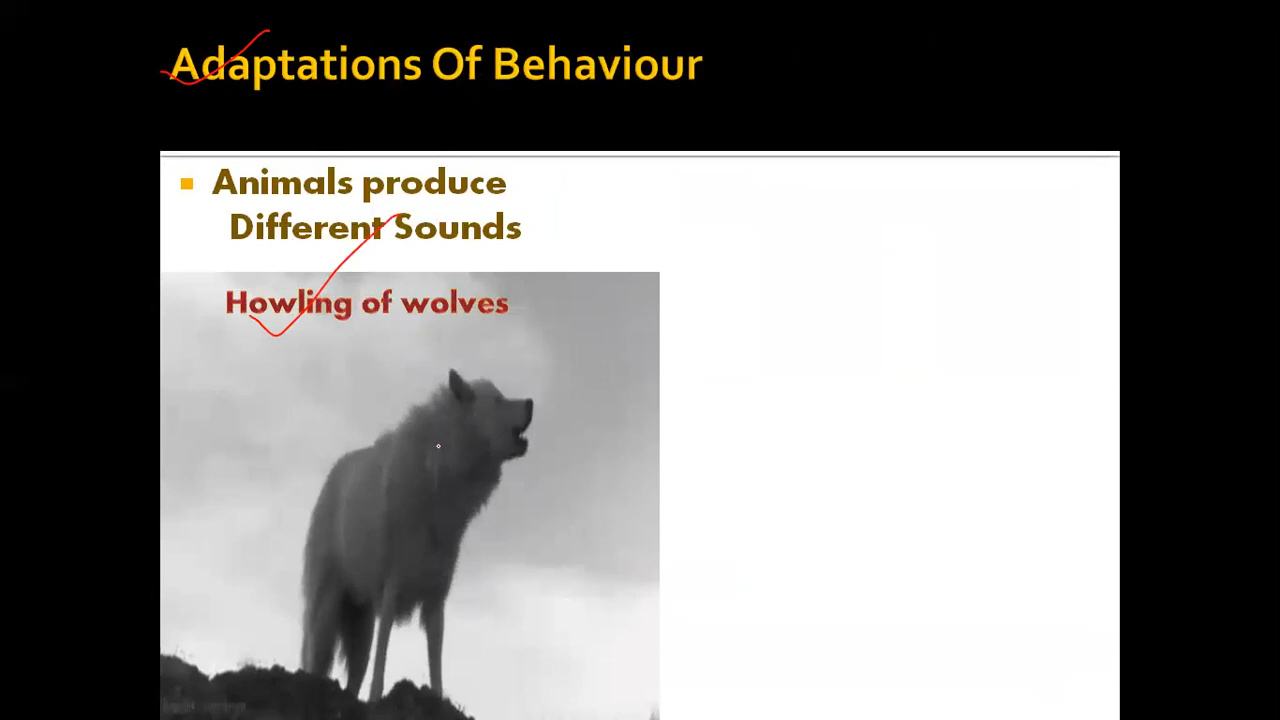 Adaptations Of Behaviour
Animals produce
Different Sounds
Howling of wolves